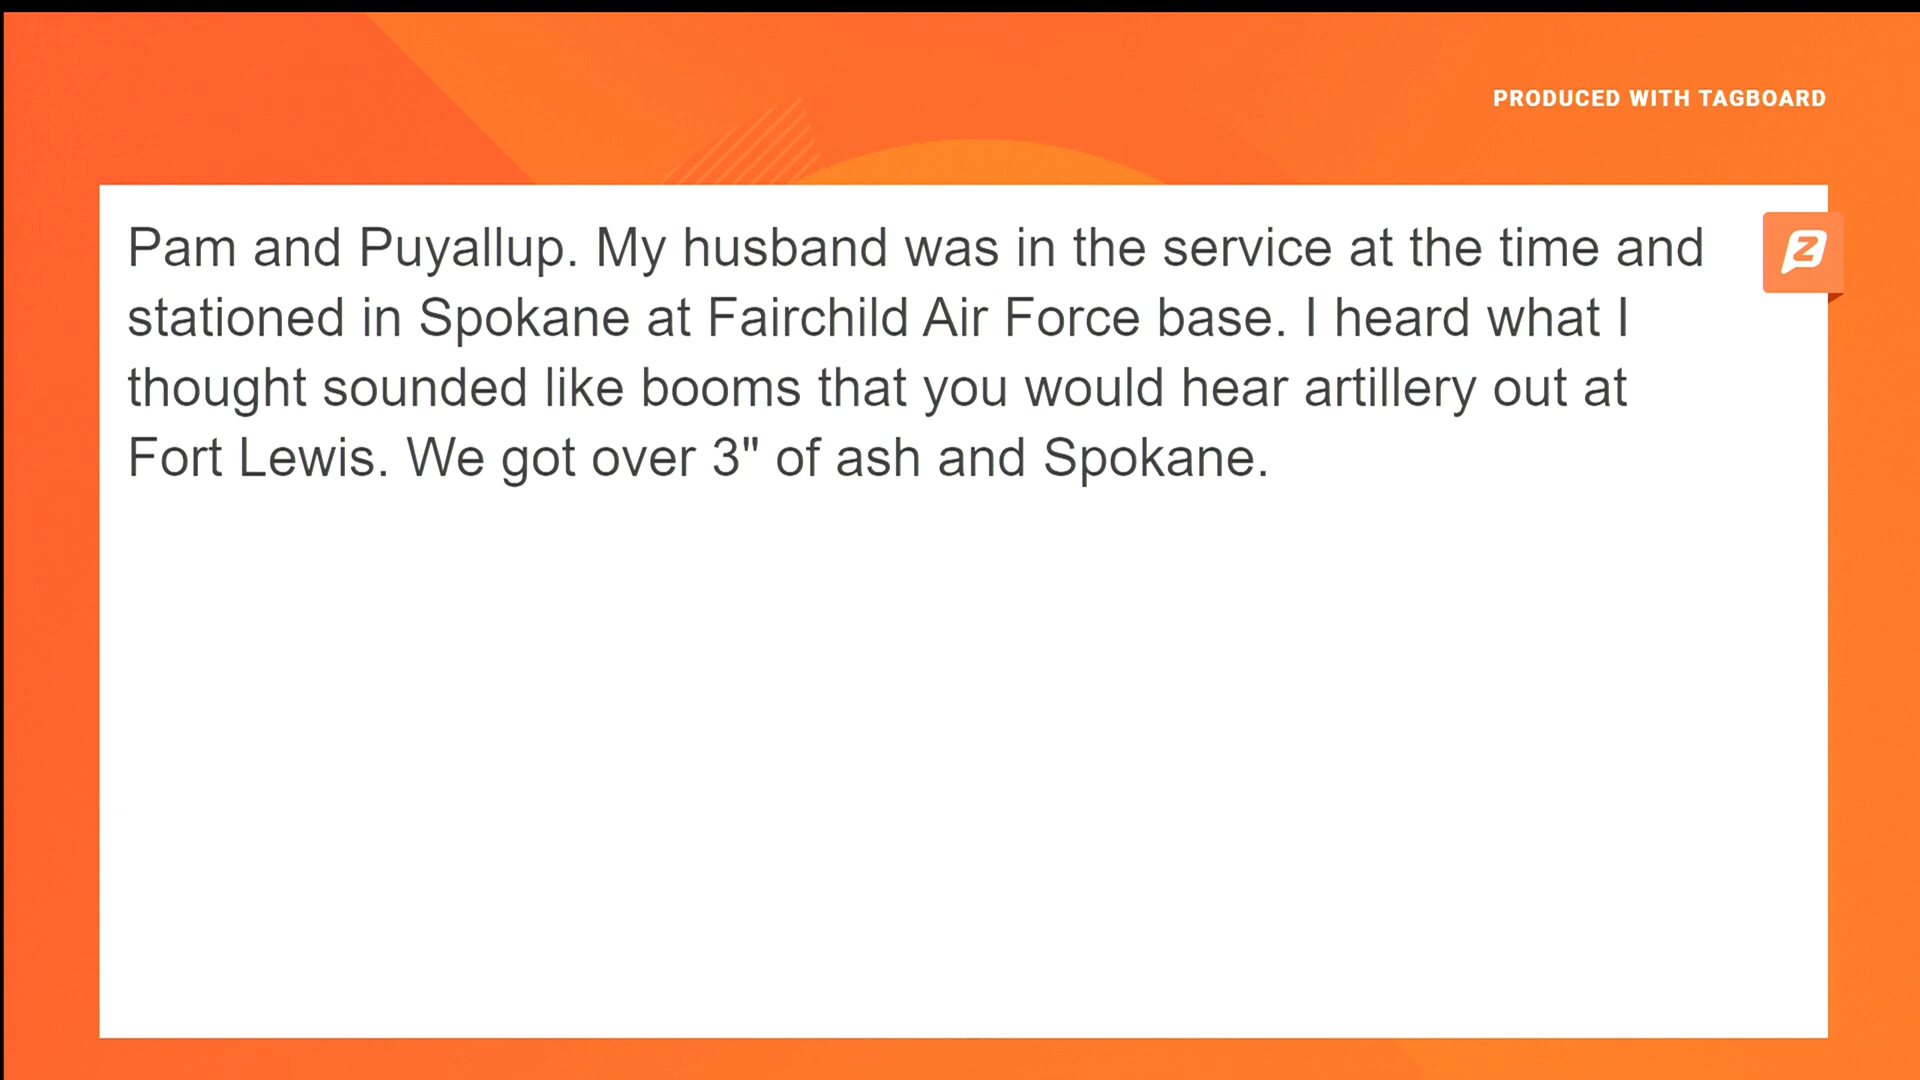 PRODUCED WITH TAGBOARD
Pam and Puyallup. My husband was in the service at the time and
stationed in Spokane at Fairchild Air Force base. I heard what I
thought sounded like booms that you would hear artillery out at
Fort Lewis. We got over 3" of ash and Spokane.